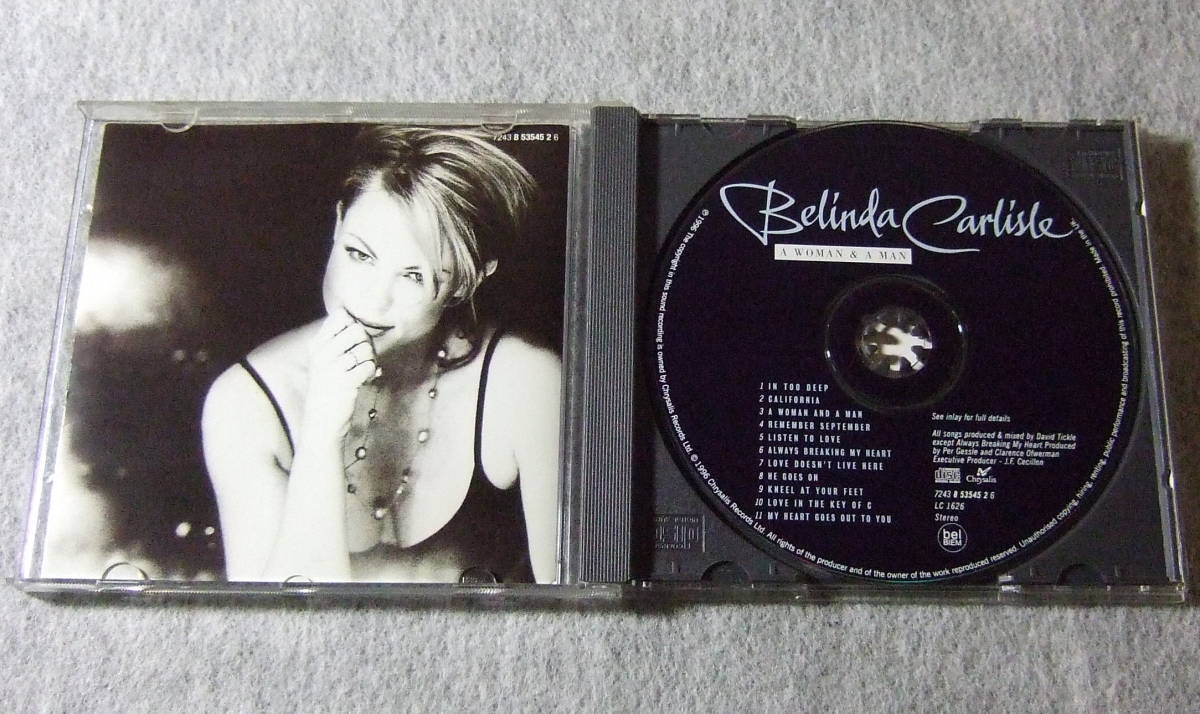 7243 8 53545 2 6
Belinda Carlisle
A WOMAN & A MAN
1 IN TOO DEEP
2 CALIFORNIA
3 A WOMAN AND A MAN
4 REMEMBER SEPTEMBER
5 LISTEN TO LOVE
6 ALWAYS BREAKING MY HEART
7 LOVE DOESN'T LIVE HERE
8 HE GOES ON
9 KNEEL AT YOUR FEET
10 LOVE IN THE KEY OF C
11 MY HEART GOES OUT TO YOU
See inlay for full details
All songs produced & mixed by David Tickle
except Always Breaking My Heart Produced
by Per Gessle and Clarence Ofwerman
Executive Producer - J.F. Cecillon
Chrysalis
7243 8 53545 2 6
LC 1626
Stereo
bel
BIEM
℗ 1996 The copyright in this sound recording is owned by Chrysalis Records Ltd. © 1996 Chrysalis Records Ltd. All rights of the producer and of the owner of the work reproduced reserved. Unauthorised copying, hiring, renting, public performance and broadcasting of this record prohibited. Made in the UK.